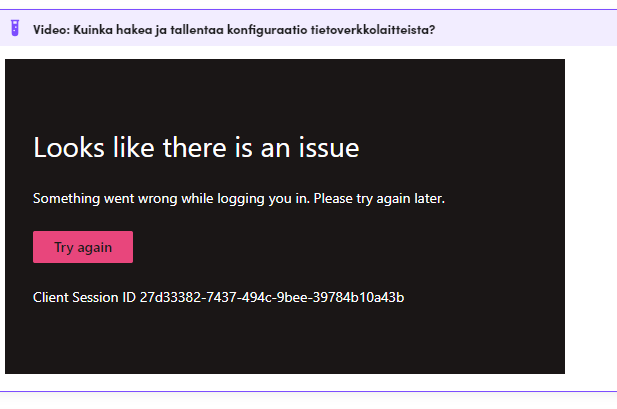 Video: Kuinka hakea ja tallentaa konfiguraatio tietoverkkolaitteista?
Looks like there is an issue
Something went wrong while logging you in. Please try again later.
Try again
Client Session ID 27d33382-7437-494c-9bee-39784b10a43b